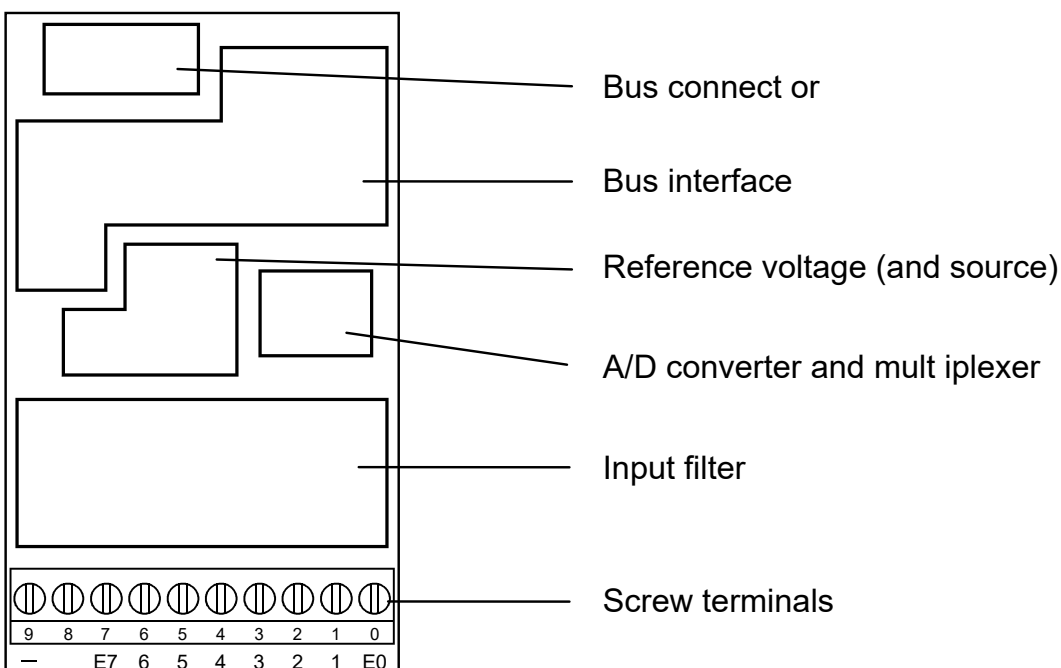 Bus connect or
Bus interface
Reference voltage (and source)
A/D converter and mult iplexer
Input filter
Screw terminals
9 8 7 6 5 4 3 2 1 0
– E7 6 5 4 3 2 1 E0